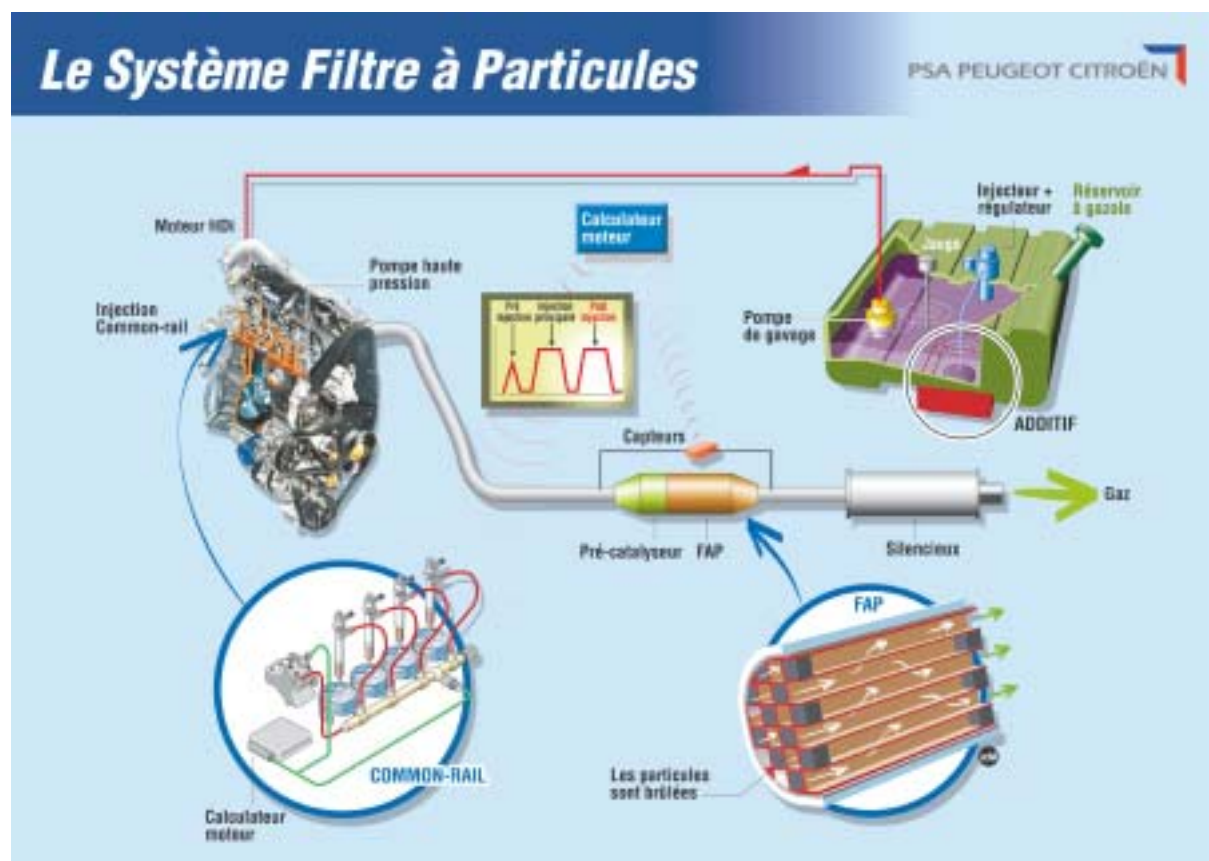 Le Système Filtre à Particules
PSA PEUGEOT CITROËN
Injecteur +
régulateur
Réservoir
à gazole
Moteur HDi
Calculateur
moteur
Jauge
Pompe haute
pression
Injection
Common-rail
Pré
injection
Injection
principale
Post
injection
Pompe
de gavage
ADDITIF
Capteurs
Gaz
Pré-catalyseur
FAP
Silencieux
FAP
COMMON-RAIL
Les particules
sont brûlées
Calculateur
moteur